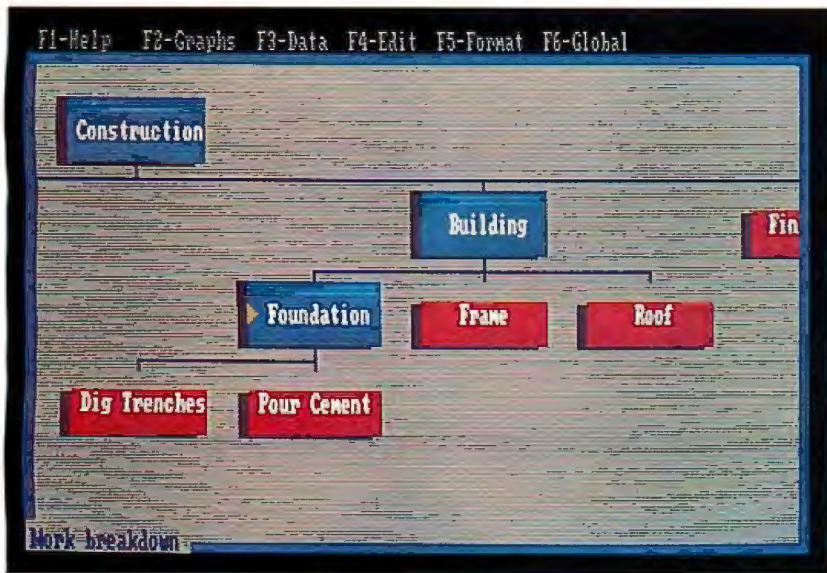 F1-Help F2-Graphs F3-Data F4-Edit F5-Format F6-Global
Construction
Building
Fin
Foundation
Frame
Roof
Dig Trenches
Pour Cement
Work breakdown